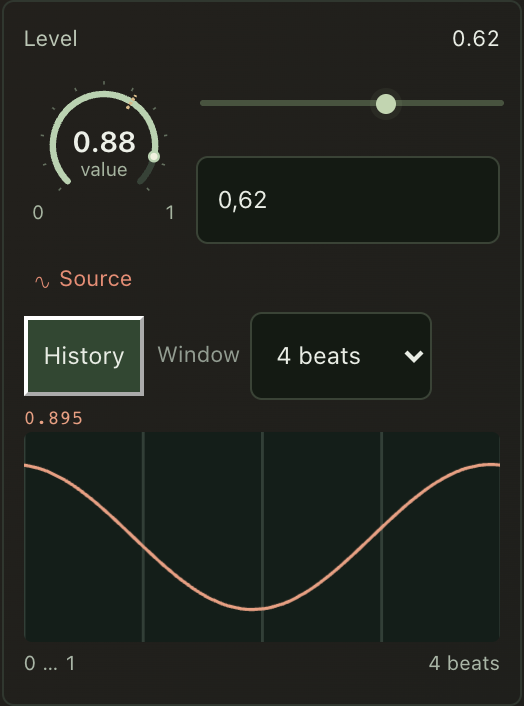 Level 0.62
0.88
value
0 1
0,62
∿ Source
History Window 4 beats
0.895
0 … 1 4 beats